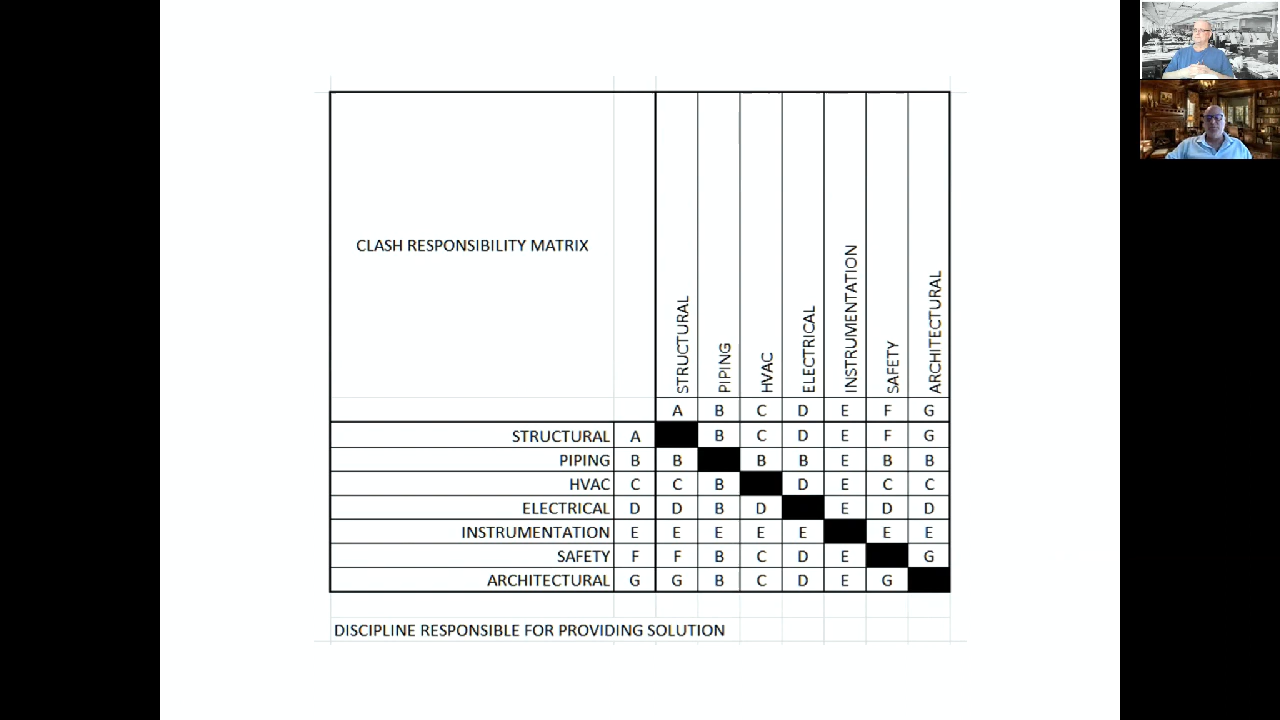 CLASH RESPONSIBILITY MATRIX
STRUCTURAL
PIPING
HVAC
ELECTRICAL
INSTRUMENTATION
SAFETY
ARCHITECTURAL
A B C D E F G
STRUCTURAL A B C D E F G
PIPING B B B B E B B
HVAC C C B D E C C
ELECTRICAL D D B D E D D
INSTRUMENTATION E E E E E E E
SAFETY F F B C D E G
ARCHITECTURAL G G B C D E G
DISCIPLINE RESPONSIBLE FOR PROVIDING SOLUTION